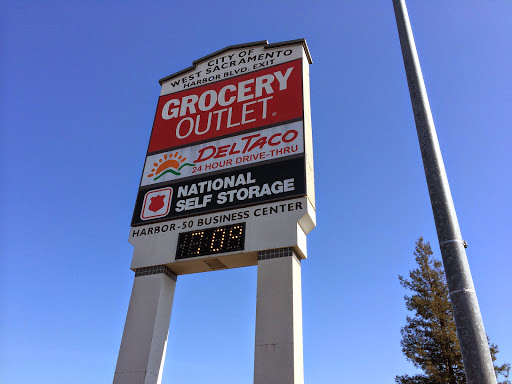 CITY OF
WEST SACRAMENTO
HARBOR BLVD. EXIT
GROCERY
OUTLET
DEL TACO
24 HOUR DRIVE-THRU
NATIONAL
SELF STORAGE
HARBOR-50 BUSINESS CENTER
70°